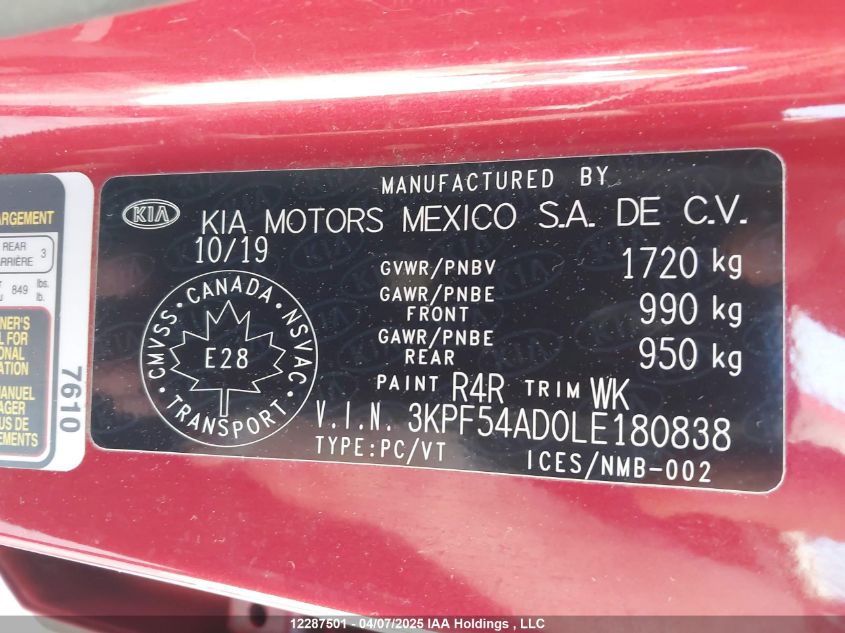 MANUFACTURED BY
KIA KIA MOTORS MEXICO S.A. DE C.V.
10/19
GVWR/PNBV 1720 kg
GAWR/PNBE FRONT 990 kg
GAWR/PNBE REAR 950 kg
CANADA · NSVAC · TRANSPORT · CMVSS ·
E28
PAINT R4R TRIM WK
V.I.N. 3KPF54AD0LE180838
TYPE:PC/VT ICES/NMB-002
ARGEMENT
REAR 3
RRIÈRE
849 lbs.
lb.
NER'S
L FOR
ONAL
ATION
MANUEL
AGER
US DE
EMENTS
7610
12287501 - 04/07/2025 IAA Holdings , LLC